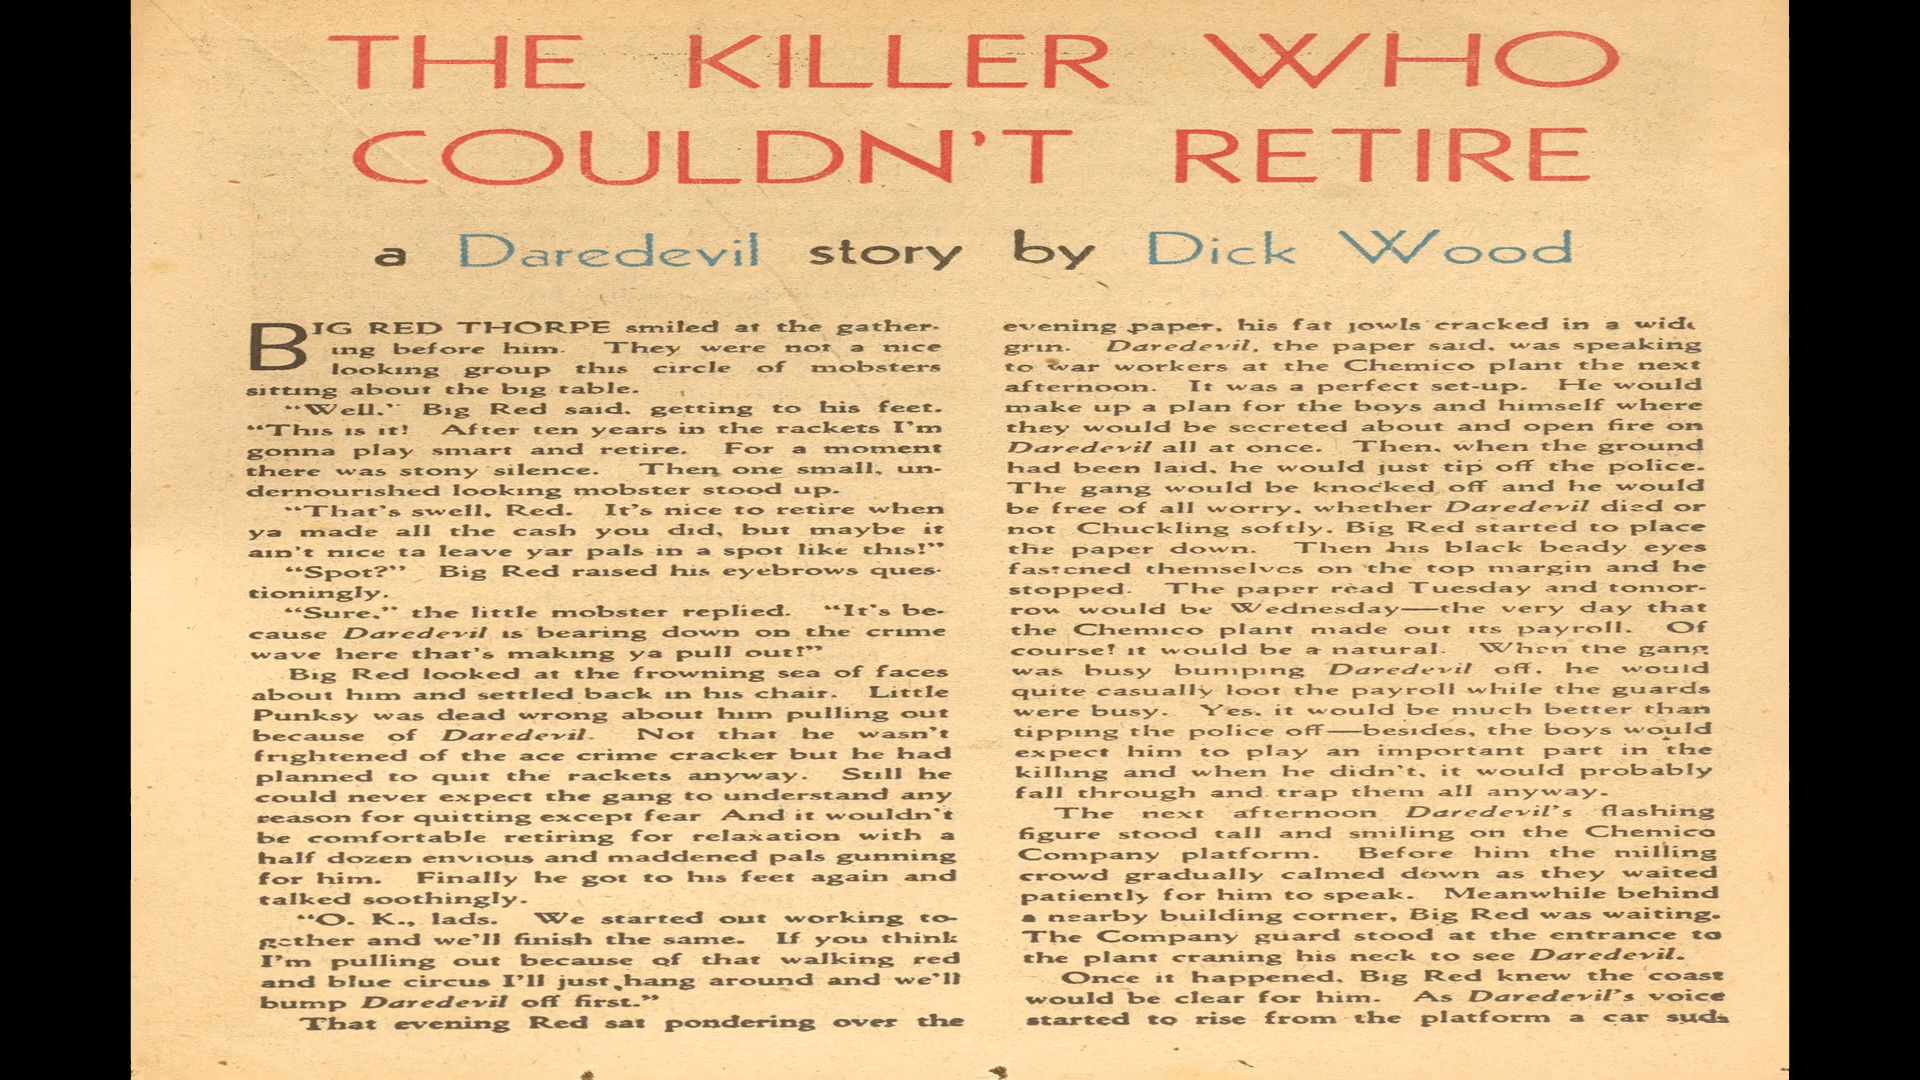 THE KILLER WHO
COULDN'T RETIRE
a Daredevil story by Dick Wood
BIG RED THORPE smiled at the gather-
ing before him. They were not a nice
looking group this circle of mobsters
sitting about the big table.
"Well." Big Red said, getting to his feet.
"This is it! After ten years in the rackets I'm
gonna play smart and retire. For a moment
there was stony silence. Then one small, un-
dernourished looking mobster stood up.
"That's swell, Red. It's nice to retire when
ya made all the cash you did, but maybe it
ain't nice ta leave yar pals in a spot like this!"
"Spot?" Big Red raised his eyebrows ques-
tioningly.
"Sure," the little mobster replied. "It's be-
cause Daredevil is bearing down on the crime
wave here that's making ya pull out!"
Big Red looked at the frowning sea of faces
about him and settled back in his chair. Little
Punksy was dead wrong about him pulling out
because of Daredevil. Not that he wasn't
frightened of the ace crime cracker but he had
planned to quit the rackets anyway. Still he
could never expect the gang to understand any
reason for quitting except fear And it wouldn't
be comfortable retiring for relaxation with a
half dozen envious and maddened pals gunning
for him. Finally he got to his feet again and
talked soothingly.
"O. K., lads. We started out working to-
gether and we'll finish the same. If you think
I'm pulling out because of that walking red
and blue circus I'll just hang around and we'll
bump Daredevil off first."
That evening Red sat pondering over the
evening paper, his fat jowls cracked in a wide
grin. Daredevil, the paper said, was speaking
to war workers at the Chemico plant the next
afternoon. It was a perfect set-up. He would
make up a plan for the boys and himself where
they would be secreted about and open fire on
Daredevil all at once. Then, when the ground
had been laid, he would just tip off the police.
The gang would be knocked off and he would
be free of all worry, whether Daredevil died or
not Chuckling softly, Big Red started to place
the paper down. Then his black beady eyes
fastened themselves on the top margin and he
stopped. The paper read Tuesday and tomor-
row would be Wednesday—the very day that
the Chemico plant made out its payroll. Of
course! it would be a natural. When the gang
was busy bumping Daredevil off, he would
quite casually loot the payroll while the guards
were busy. Yes, it would be much better than
tipping the police off—besides, the boys would
expect him to play an important part in the
killing and when he didn't, it would probably
fall through and trap them all anyway.
The next afternoon Daredevil's flashing
figure stood tall and smiling on the Chemico
Company platform. Before him the milling
crowd gradually calmed down as they waited
patiently for him to speak. Meanwhile behind
a nearby building corner, Big Red was waiting.
The Company guard stood at the entrance to
the plant craning his neck to see Daredevil.
Once it happened, Big Red knew the coast
would be clear for him. As Daredevil's voice
started to rise from the platform a car sud-